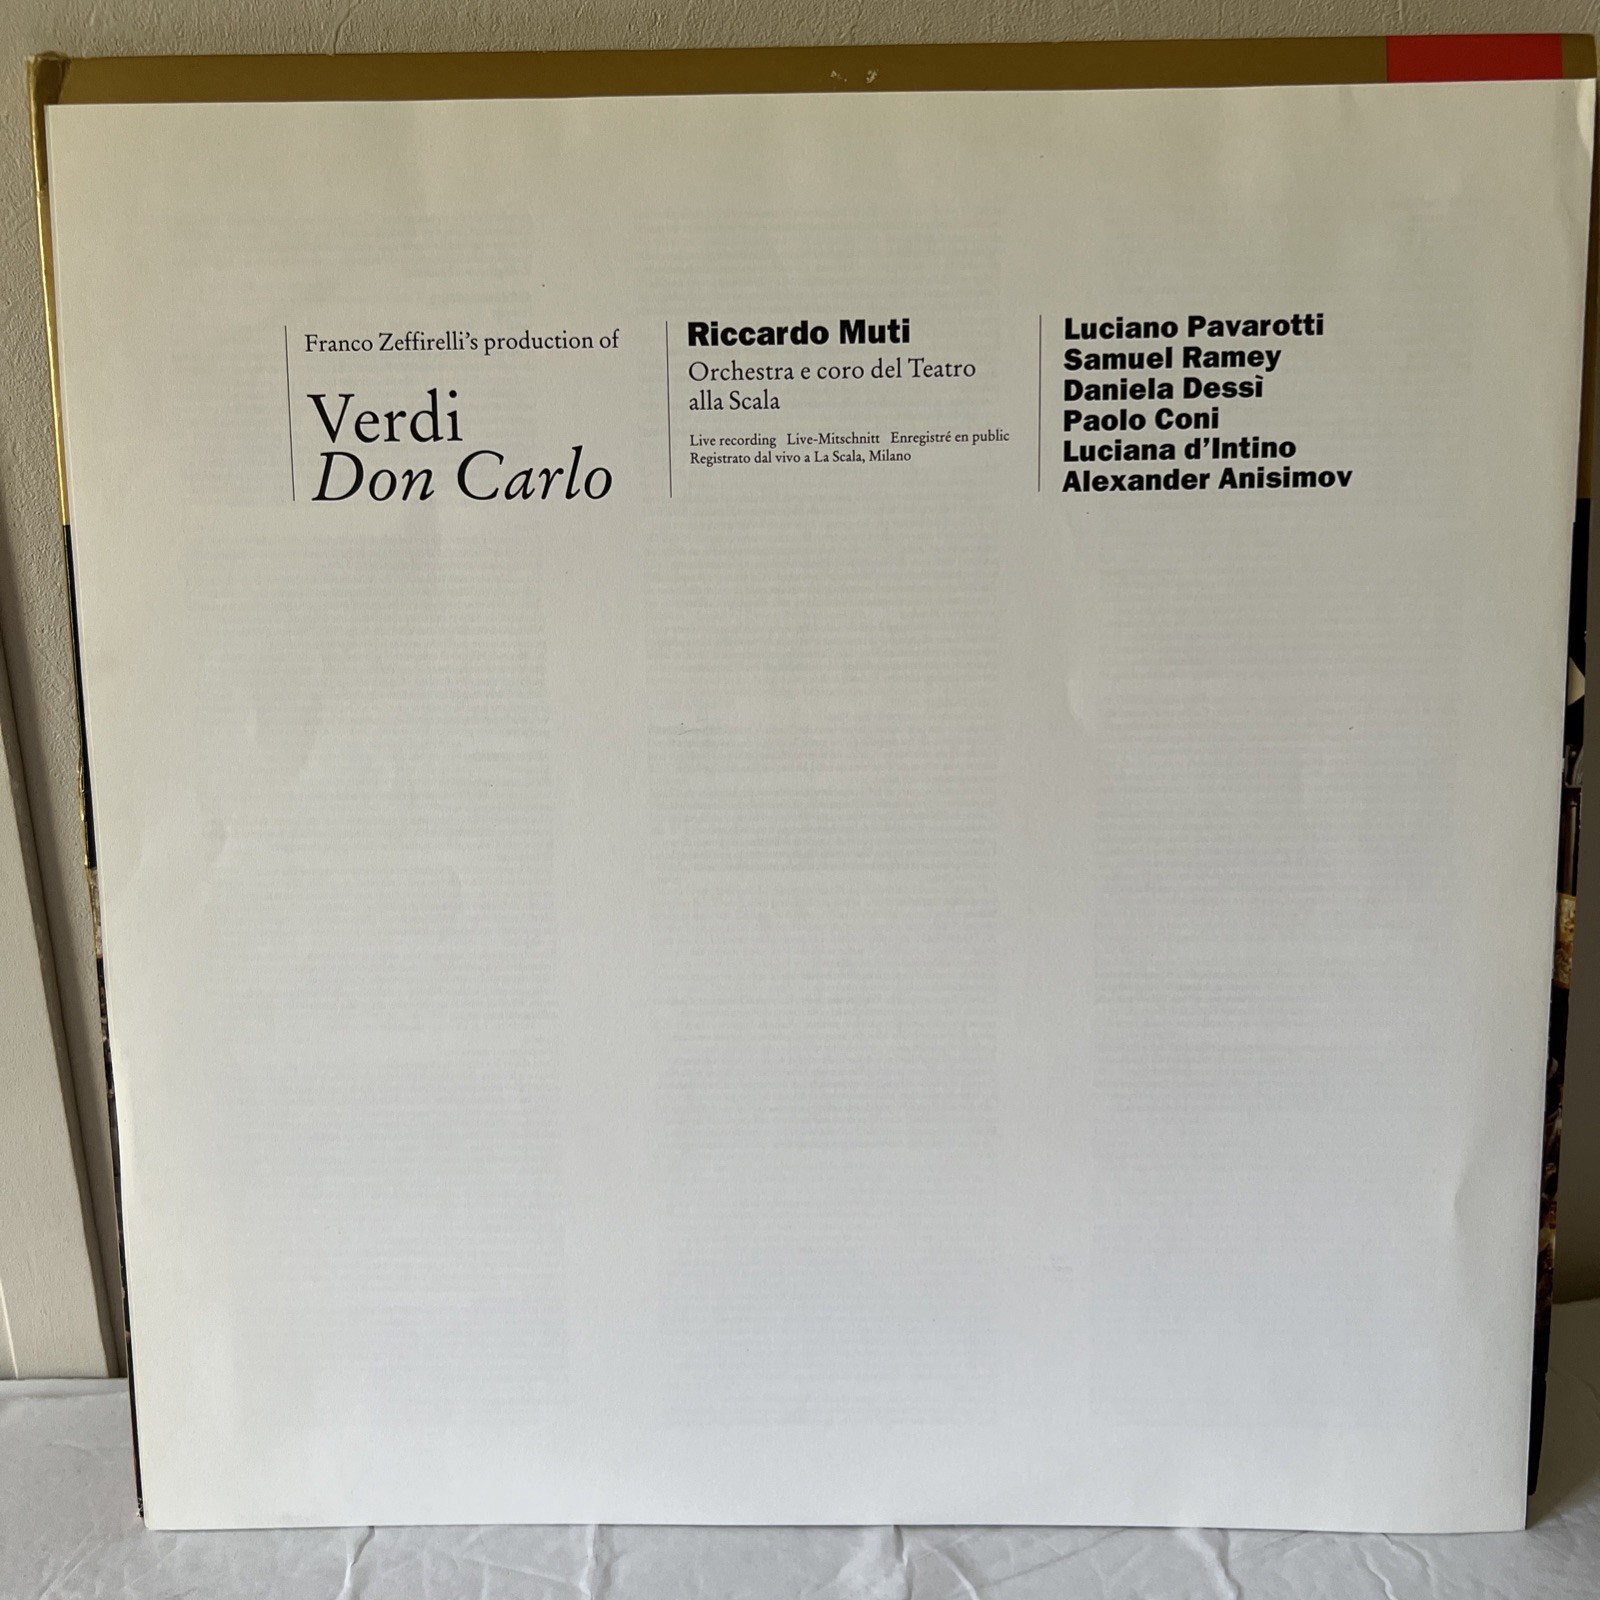 Franco Zeffirelli's production of
Verdi
Don Carlo
Riccardo Muti
Orchestra e coro del Teatro
alla Scala
Live recording Live-Mitschnitt Enregistré en public
Registrato dal vivo a La Scala, Milano
Luciano Pavarotti
Samuel Ramey
Daniela Dessì
Paolo Coni
Luciana d'Intino
Alexander Anisimov